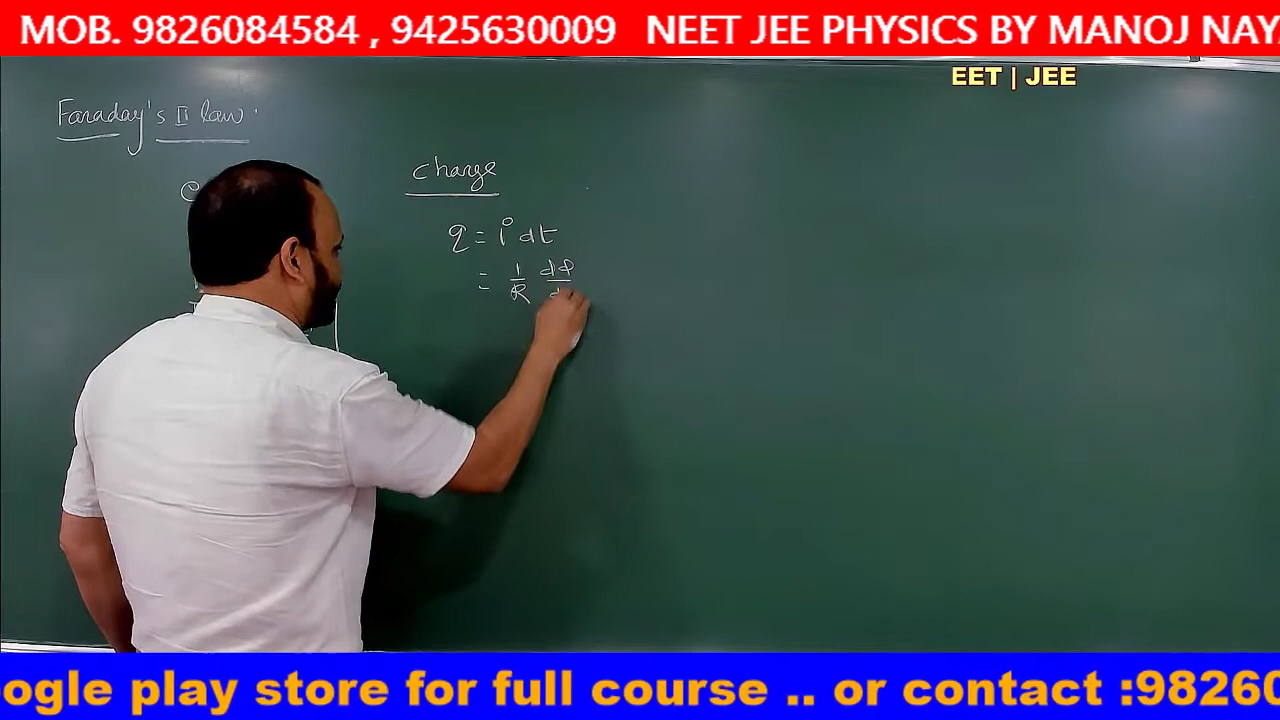 MOB. 9826084584 , 9425630009 NEET JEE PHYSICS BY MANOJ NAYA
EET | JEE
Faraday's II law
charge
q = i dt
= 1/R dΦ/d
ogle play store for full course .. or contact :98260